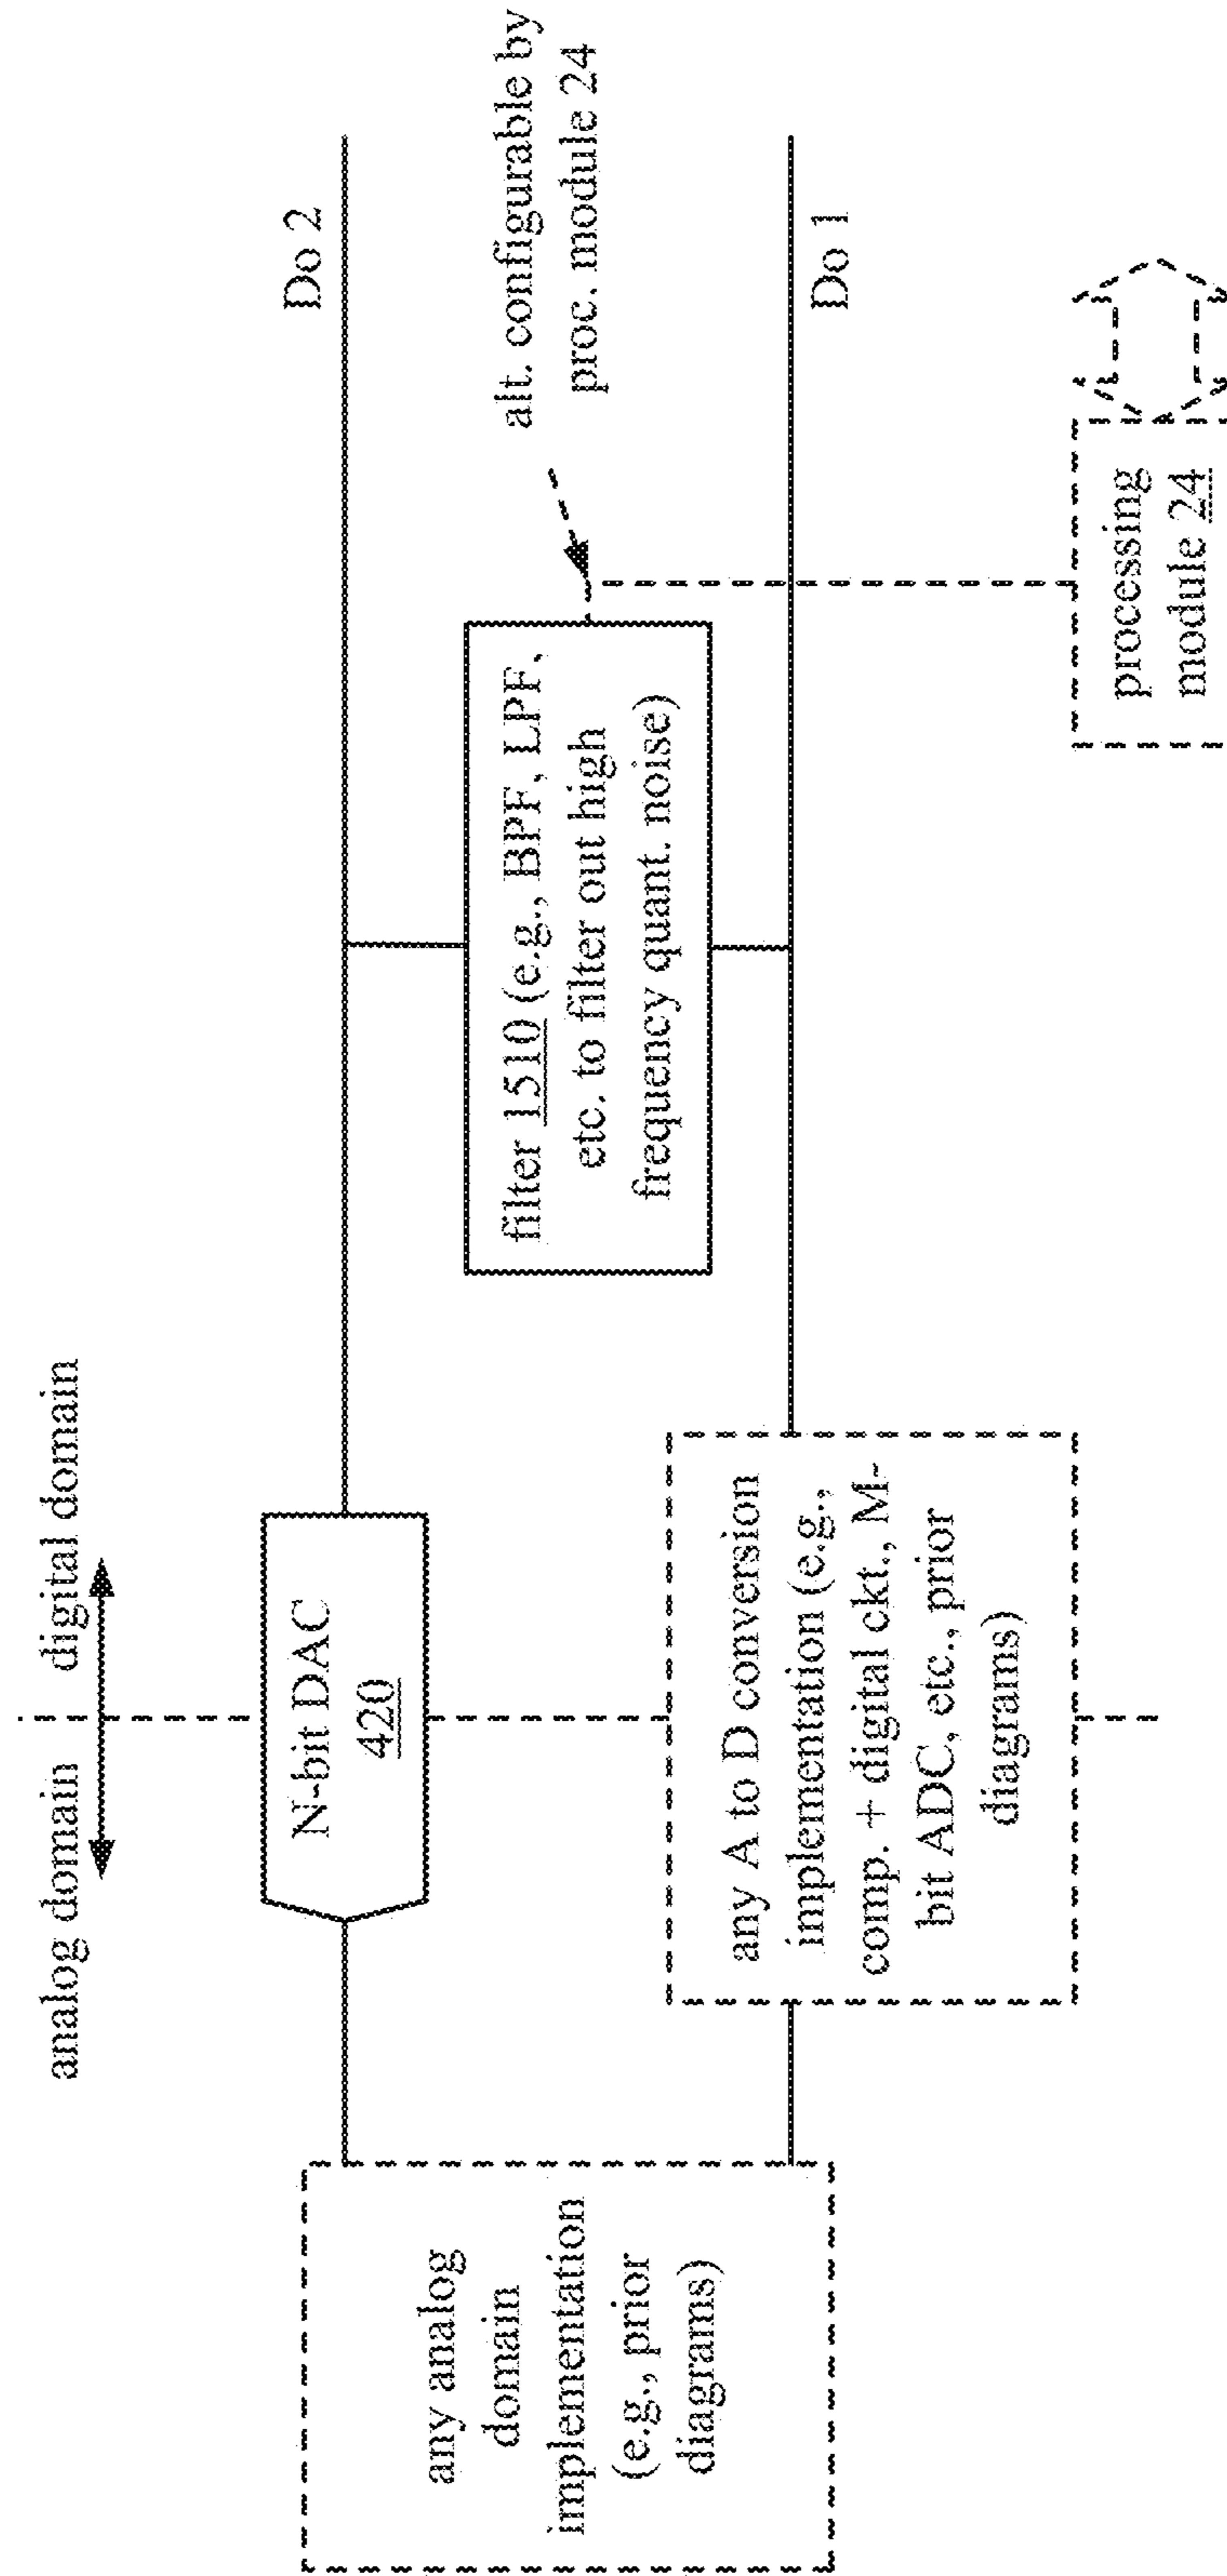 analog domain
digital domain
N-bit DAC
420
Do 2
any analog
domain
implementation
(e.g., prior
diagrams)
filter 1510 (e.g., BPF, LPF,
etc. to filter out high
frequency quant. noise)
alt. configurable by
proc. module 24
any A to D conversion
implementation (e.g.,
comp. + digital ckt., M-
bit ADC, etc., prior
diagrams)
Do 1
processing
module 24